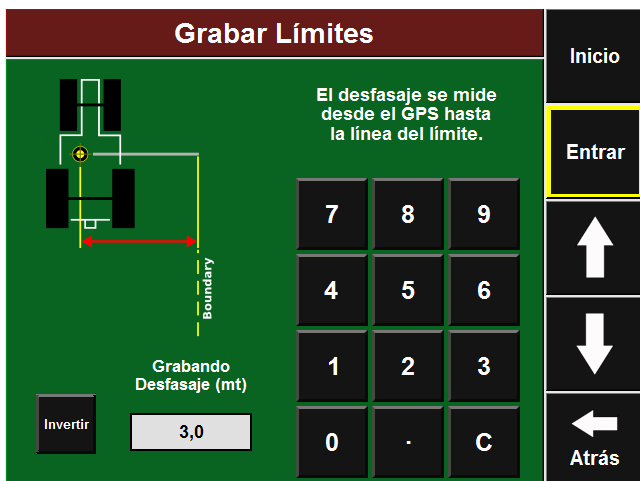 Grabar Límites
El desfasaje se mide
desde el GPS hasta
la línea del límite.
Boundary
Grabando
Desfasaje (mt)
Invertir
3,0
7 8 9
4 5 6
1 2 3
0 . C
Inicio
Entrar
Atrás